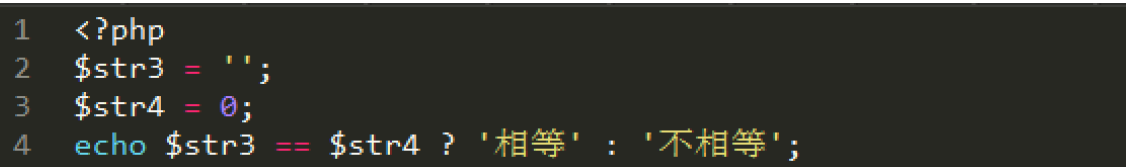 1 <?php
2 $str3 = '';
3 $str4 = 0;
4 echo $str3 == $str4 ? '相等' : '不相等';